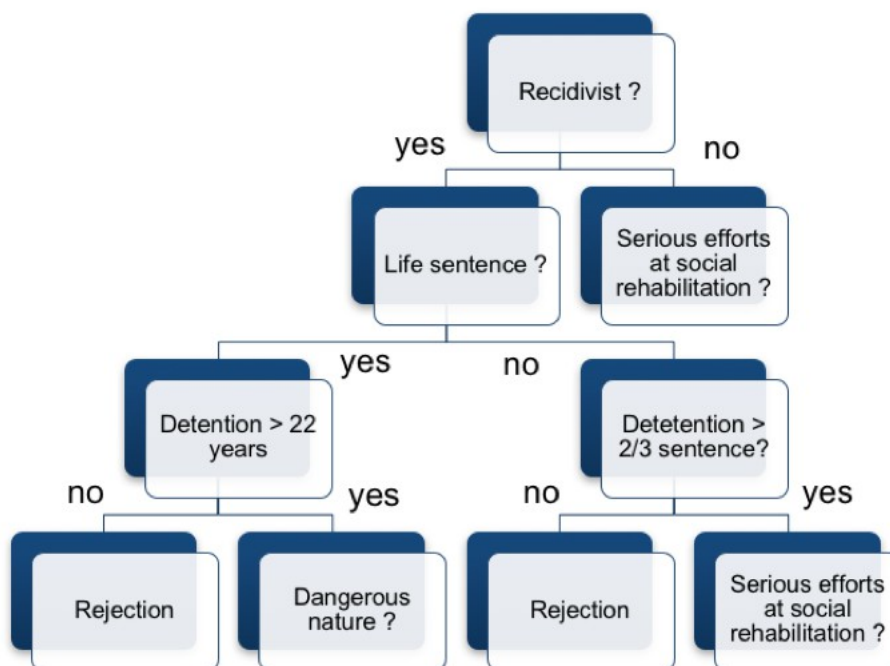 Recidivist ?
yes
no
Life sentence ?
Serious efforts
at social
rehabilitation ?
yes
no
Detention > 22
years
Detetention >
2/3 sentence?
no
yes
no
yes
Rejection
Dangerous
nature ?
Rejection
Serious efforts
at social
rehabilitation ?